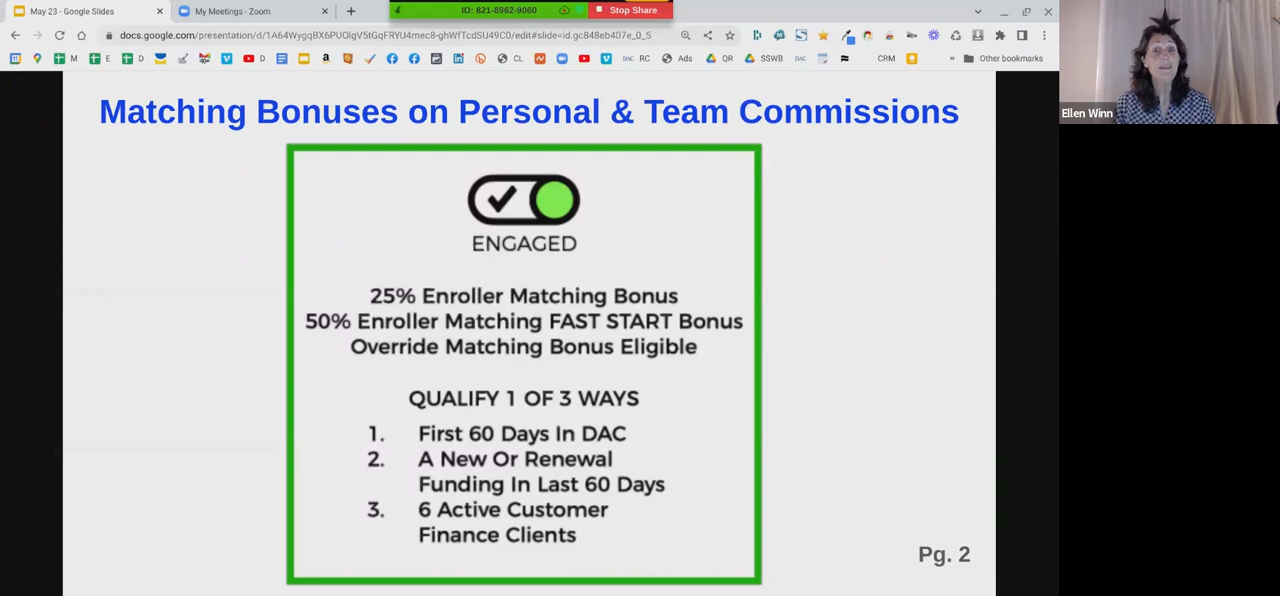 May 23 - Google Slides
My Meetings - Zoom
ID: 821-8962-9060
Stop Share
docs.google.com/presentation/d/1A64WygqBX6PUOlgV5tGqFRYU4mec8-ghWfTcdSU49C0/edit#slide=id.gc848eb407e_0_5
M
E
D
D
CL
DAC
RC
Ads
QR
SSWB
DAC
CRM
»
Other bookmarks
Ellen Winn
Matching Bonuses on Personal & Team Commissions
ENGAGED
25% Enroller Matching Bonus
50% Enroller Matching FAST START Bonus
Override Matching Bonus Eligible
QUALIFY 1 OF 3 WAYS
1. First 60 Days In DAC
2. A New Or Renewal
Funding In Last 60 Days
3. 6 Active Customer
Finance Clients
Pg. 2